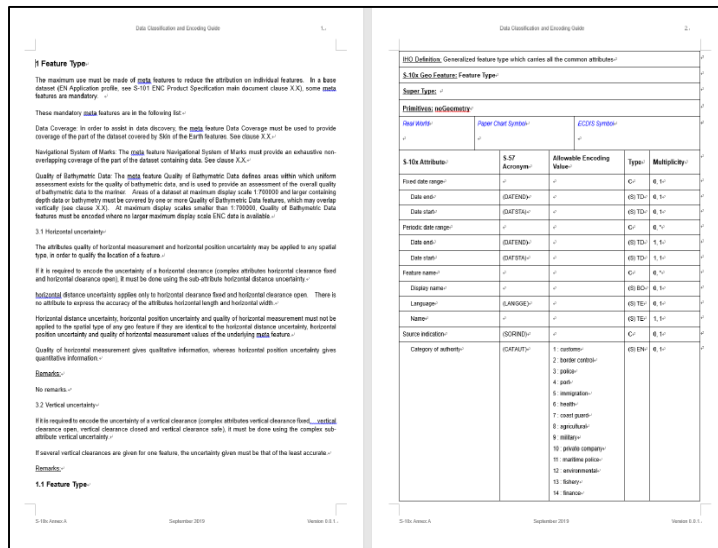 Data Classification and Encoding Guide 1
1 Feature Type
The maximum use must be made of meta features to reduce the attribution on individual features. In a base
dataset (EN Application profile, see S-101 ENC Product Specification main document clause X.X), some meta
features are mandatory.
These mandatory meta features are in the following list
Data Coverage: In order to assist in data discovery, the meta feature Data Coverage must be used to provide
coverage of the part of the dataset covered by Skin of the Earth features. See clause X.X.
Navigational System of Marks: The meta feature Navigational System of Marks must provide an exhaustive non-
overlapping coverage of the part of the dataset containing data. See clause X.X.
Quality of Bathymetric Data: The meta feature Quality of Bathymetric Data defines areas within which uniform
assessment exists for the quality of bathymetric data, and is used to provide an assessment of the overall quality
of bathymetric data to the mariner. Areas of a dataset at maximum display scale 1:700000 and larger containing
depth data or bathymetry must be covered by one or more Quality of Bathymetric Data features, which may overlap
vertically (see clause X.X). At maximum display scales smaller than 1:700000, Quality of Bathymetric Data
features must be encoded where no larger maximum display scale ENC data is available.
3.1 Horizontal uncertainty
The attributes quality of horizontal measurement and horizontal position uncertainty may be applied to any spatial
type, in order to qualify the location of a feature.
If it is required to encode the uncertainty of a horizontal clearance (complex attributes horizontal clearance fixed
and horizontal clearance open), it must be done using the sub-attribute horizontal distance uncertainty.
horizontal distance uncertainty applies only to horizontal clearance fixed and horizontal clearance open. There is
no attribute to express the accuracy of the attributes horizontal length and horizontal width.
Horizontal distance uncertainty, horizontal position uncertainty and quality of horizontal measurement must not be
applied to the spatial type of any geo feature if they are identical to the horizontal distance uncertainty, horizontal
position uncertainty and quality of horizontal measurement values of the underlying meta feature.
Quality of horizontal measurement gives qualitative information, whereas horizontal position uncertainty gives
quantitative information.
Remarks:
No remarks.
3.2 Vertical uncertainty
If it is required to encode the uncertainty of a vertical clearance (complex attributes vertical clearance fixed, vertical
clearance open, vertical clearance closed and vertical clearance safe), it must be done using the complex sub-
attribute vertical uncertainty.
If several vertical clearances are given for one feature, the uncertainty given must be that of the least accurate.
Remarks:
1.1 Feature Type
S-10x Annex A September 2019 Version 0.0.1
Data Classification and Encoding Guide 2
IHO Definition: Generalized feature type which carries all the common attributes
S-10x Geo Feature: Feature Type
Super Type:
Primitives: noGeometry
Real World Paper Chart Symbol ECDIS Symbol
S-10x Attribute S-57 Acronym Allowable Encoding Value Type Multiplicity
Fixed date range C 0, 1
Date end (DATEND) (S) TD 0, 1
Date start (DATSTA) (S) TD 0, 1
Periodic date range C 0, *
Date end (DATEND) (S) TD 1, 1
Date start (DATSTA) (S) TD 1, 1
Feature name C 0, *
Display name (S) BO 0, 1
Language (LANGGE) (S) TE 0, 1
Name (S) TE 1, 1
Source indication (SORIND) C 0, 1
Category of authority (CATAUT) 1 : customs (S) EN 0, 1
2 : border control
3 : police
4 : port
5 : immigration
6 : health
7 : coast guard
8 : agricultural
9 : military
10 : private company
11 : maritime police
12 : environmental
13 : fishery
14 : finance
S-10x Annex A September 2019 Version 0.0.1